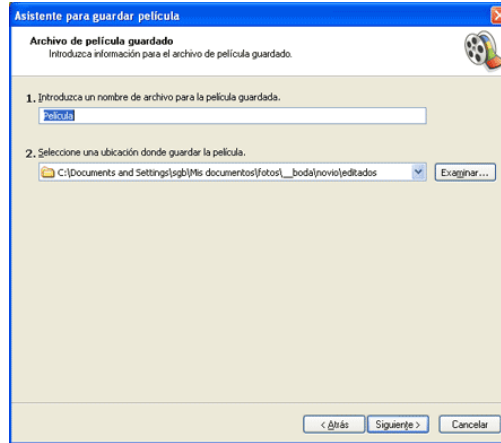 Asistente para guardar película
Archivo de película guardado
Introduzca información para el archivo de película guardado.
1. Introduzca un nombre de archivo para la película guardada.
Película
2. Seleccione una ubicación donde guardar la película.
C:\Documents and Settings\sgb\Mis documentos\fotos\__boda\novio\editados
Examinar...
< Atrás Siguiente > Cancelar